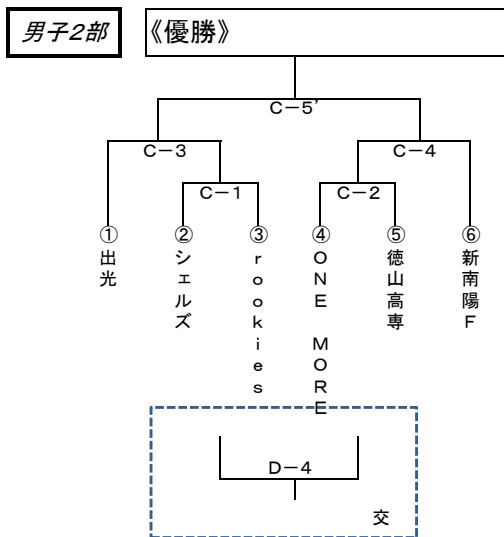 男子2部
《優勝》
C－5’
C－3
C－4
C－1
C－2
①
②
③
④
⑤
⑥
出光
シェルズ
rookies
ONE MORE
徳山高専
新南陽F
D－4
交